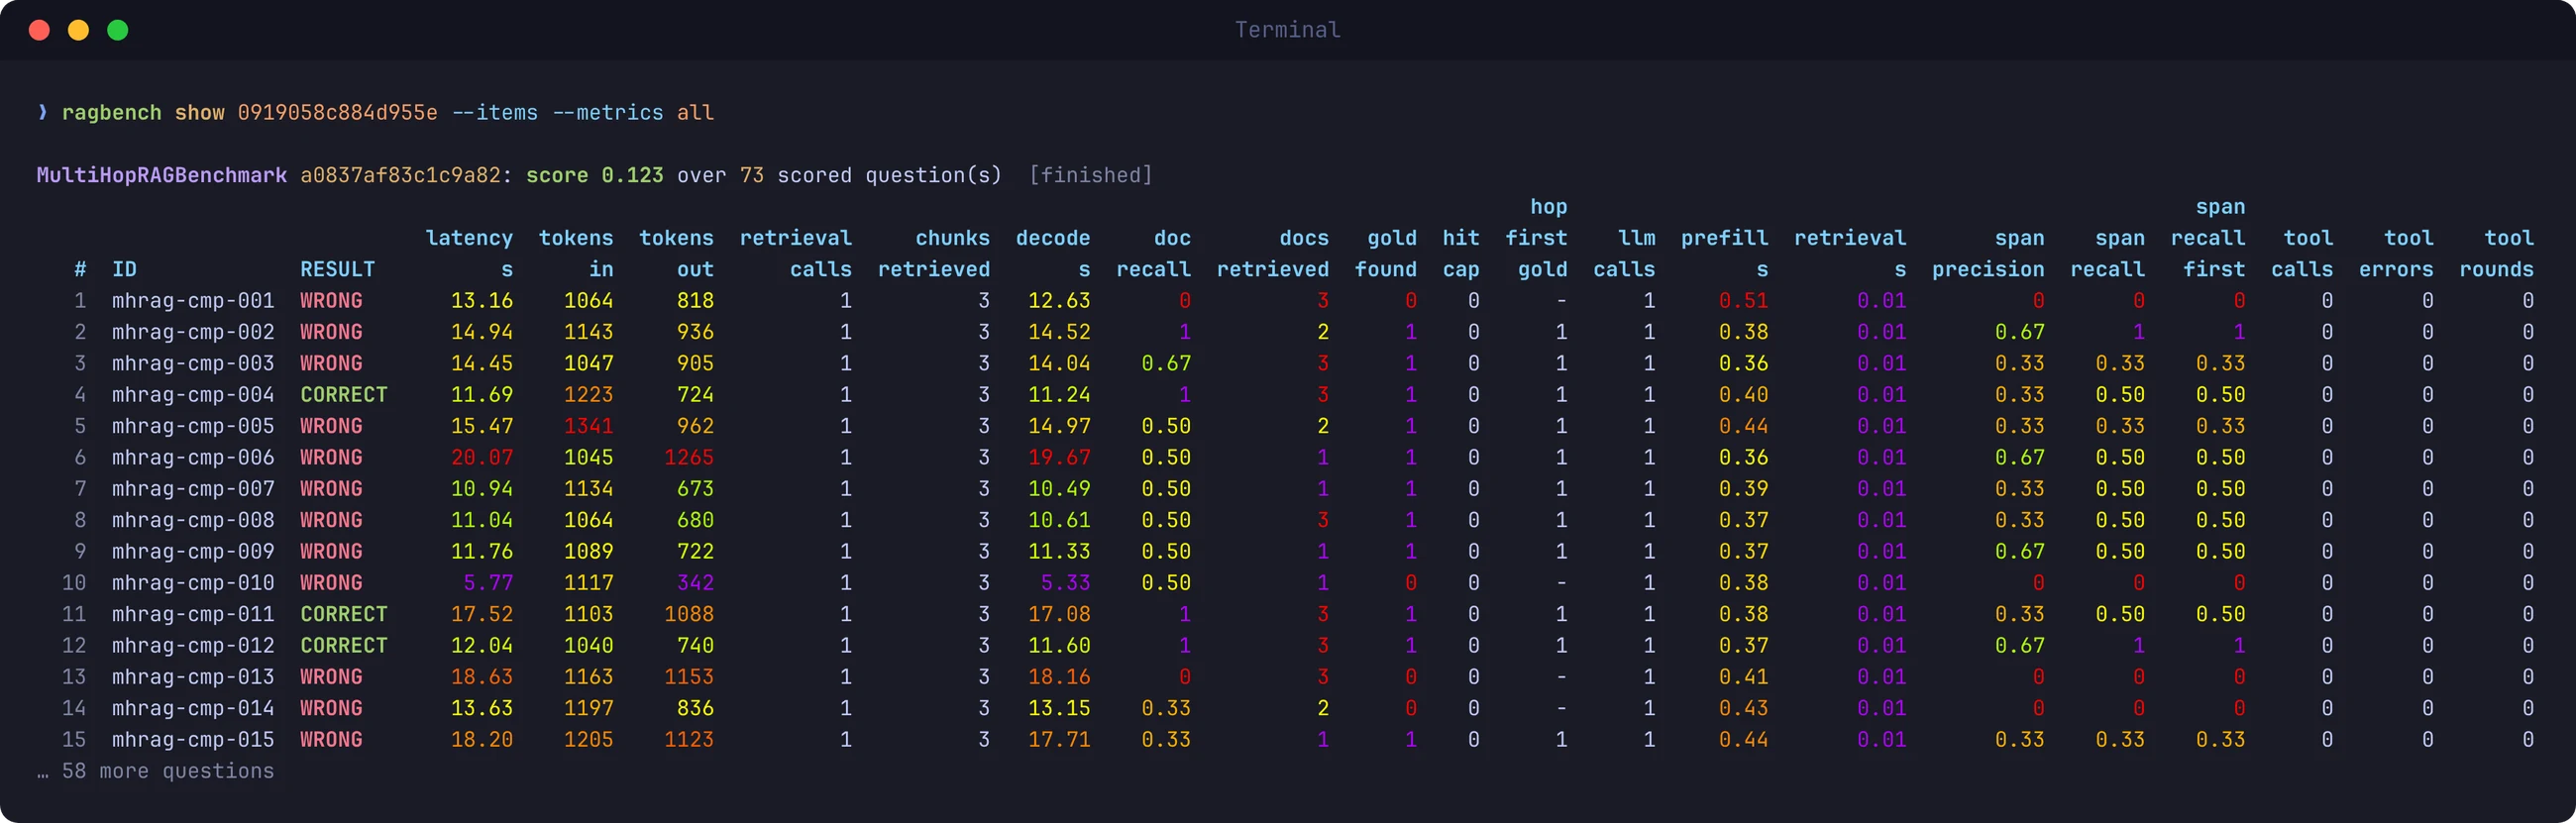 Terminal
❯ ragbench show 0919058c884d955e --items --metrics all
MultiHopRAGBenchmark a0837af83c1c9a82: score 0.123 over 73 scored question(s)  [finished]
hop span
latency tokens tokens retrieval chunks decode doc docs gold hit first llm prefill retrieval span span recall tool tool tool
# ID RESULT s in out calls retrieved s recall retrieved found cap gold calls s s precision recall first calls errors rounds
1 mhrag-cmp-001 WRONG 13.16 1064 818 1 3 12.63 0 3 0 0 - 1 0.51 0.01 0 0 0 0 0 0
2 mhrag-cmp-002 WRONG 14.94 1143 936 1 3 14.52 1 2 1 0 1 1 0.38 0.01 0.67 1 1 0 0 0
3 mhrag-cmp-003 WRONG 14.45 1047 905 1 3 14.04 0.67 3 1 0 1 1 0.36 0.01 0.33 0.33 0.33 0 0 0
4 mhrag-cmp-004 CORRECT 11.69 1223 724 1 3 11.24 1 3 1 0 1 1 0.40 0.01 0.33 0.50 0.50 0 0 0
5 mhrag-cmp-005 WRONG 15.47 1341 962 1 3 14.97 0.50 2 1 0 1 1 0.44 0.01 0.33 0.33 0.33 0 0 0
6 mhrag-cmp-006 WRONG 20.07 1045 1265 1 3 19.67 0.50 1 1 0 1 1 0.36 0.01 0.67 0.50 0.50 0 0 0
7 mhrag-cmp-007 WRONG 10.94 1134 673 1 3 10.49 0.50 1 1 0 1 1 0.39 0.01 0.33 0.50 0.50 0 0 0
8 mhrag-cmp-008 WRONG 11.04 1064 680 1 3 10.61 0.50 3 1 0 1 1 0.37 0.01 0.33 0.50 0.50 0 0 0
9 mhrag-cmp-009 WRONG 11.76 1089 722 1 3 11.33 0.50 1 1 0 1 1 0.37 0.01 0.67 0.50 0.50 0 0 0
10 mhrag-cmp-010 WRONG 5.77 1117 342 1 3 5.33 0.50 1 0 0 - 1 0.38 0.01 0 0 0 0 0 0
11 mhrag-cmp-011 CORRECT 17.52 1103 1088 1 3 17.08 1 3 1 0 1 1 0.38 0.01 0.33 0.50 0.50 0 0 0
12 mhrag-cmp-012 CORRECT 12.04 1040 740 1 3 11.60 1 3 1 0 1 1 0.37 0.01 0.67 1 1 0 0 0
13 mhrag-cmp-013 WRONG 18.63 1163 1153 1 3 18.16 0 3 0 0 - 1 0.41 0.01 0 0 0 0 0 0
14 mhrag-cmp-014 WRONG 13.63 1197 836 1 3 13.15 0.33 2 0 0 - 1 0.43 0.01 0 0 0 0 0 0
15 mhrag-cmp-015 WRONG 18.20 1205 1123 1 3 17.71 0.33 1 1 0 1 1 0.44 0.01 0.33 0.33 0.33 0 0 0
… 58 more questions